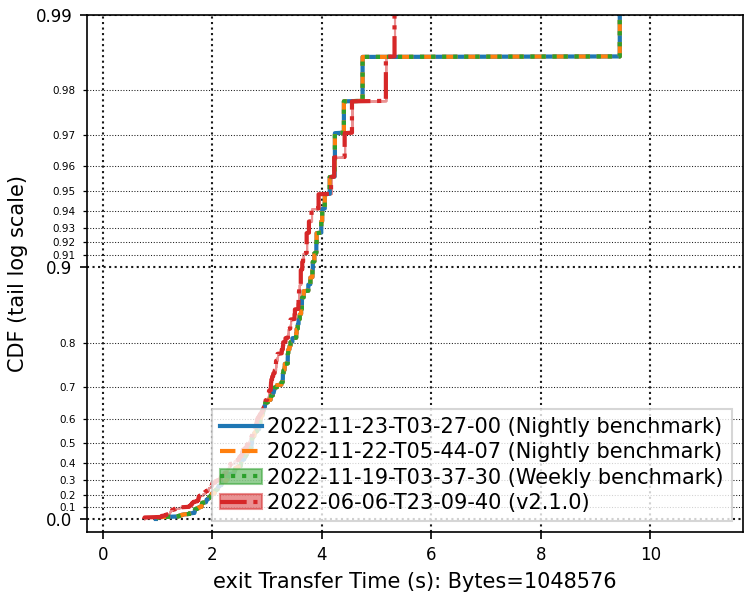 0.99
0.98
0.97
0.96
0.95
0.94
0.93
0.92
0.91
0.9
0.8
0.7
0.6
0.5
0.4
0.3
0.2
0.1
0.0
CDF (tail log scale)
2022-11-23-T03-27-00 (Nightly benchmark)
2022-11-22-T05-44-07 (Nightly benchmark)
2022-11-19-T03-37-30 (Weekly benchmark)
2022-06-06-T23-09-40 (v2.1.0)
0 2 4 6 8 10
exit Transfer Time (s): Bytes=1048576